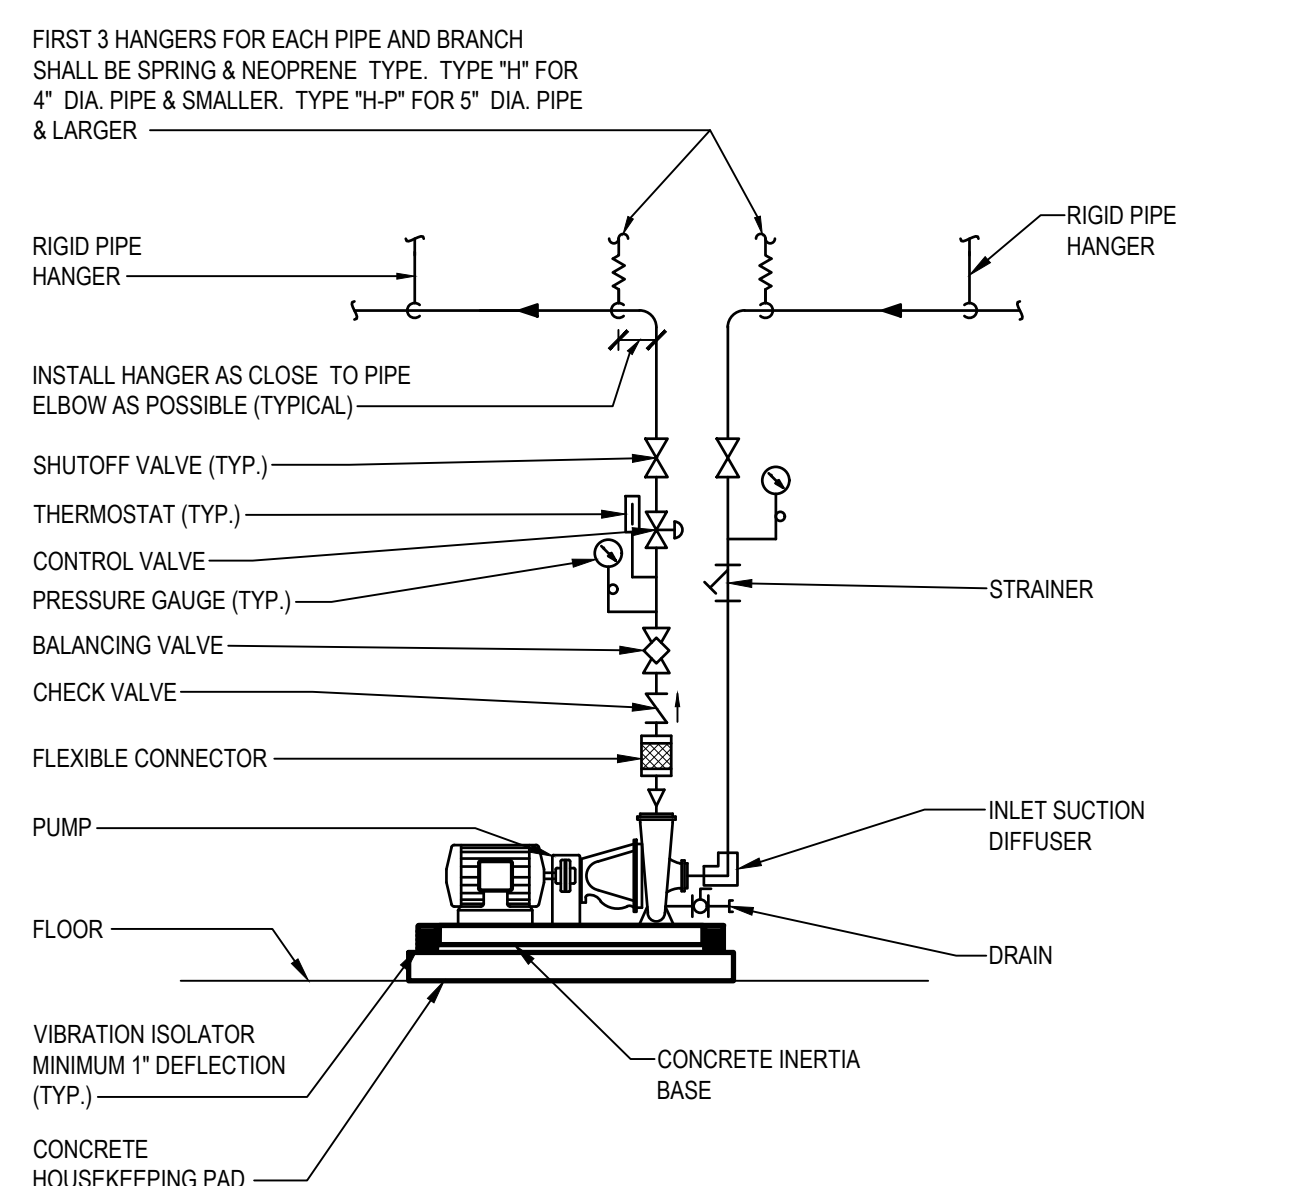 FIRST 3 HANGERS FOR EACH PIPE AND BRANCH
SHALL BE SPRING & NEOPRENE TYPE. TYPE "H" FOR
4" DIA. PIPE & SMALLER. TYPE "H-P" FOR 5" DIA. PIPE
& LARGER
RIGID PIPE
HANGER
RIGID PIPE
HANGER
INSTALL HANGER AS CLOSE TO PIPE
ELBOW AS POSSIBLE (TYPICAL)
SHUTOFF VALVE (TYP.)
THERMOSTAT (TYP.)
CONTROL VALVE
PRESSURE GAUGE (TYP.)
STRAINER
BALANCING VALVE
CHECK VALVE
FLEXIBLE CONNECTOR
PUMP
INLET SUCTION
DIFFUSER
FLOOR
DRAIN
VIBRATION ISOLATOR
MINIMUM 1" DEFLECTION
(TYP.)
CONCRETE INERTIA
BASE
CONCRETE
HOUSEKEEPING PAD